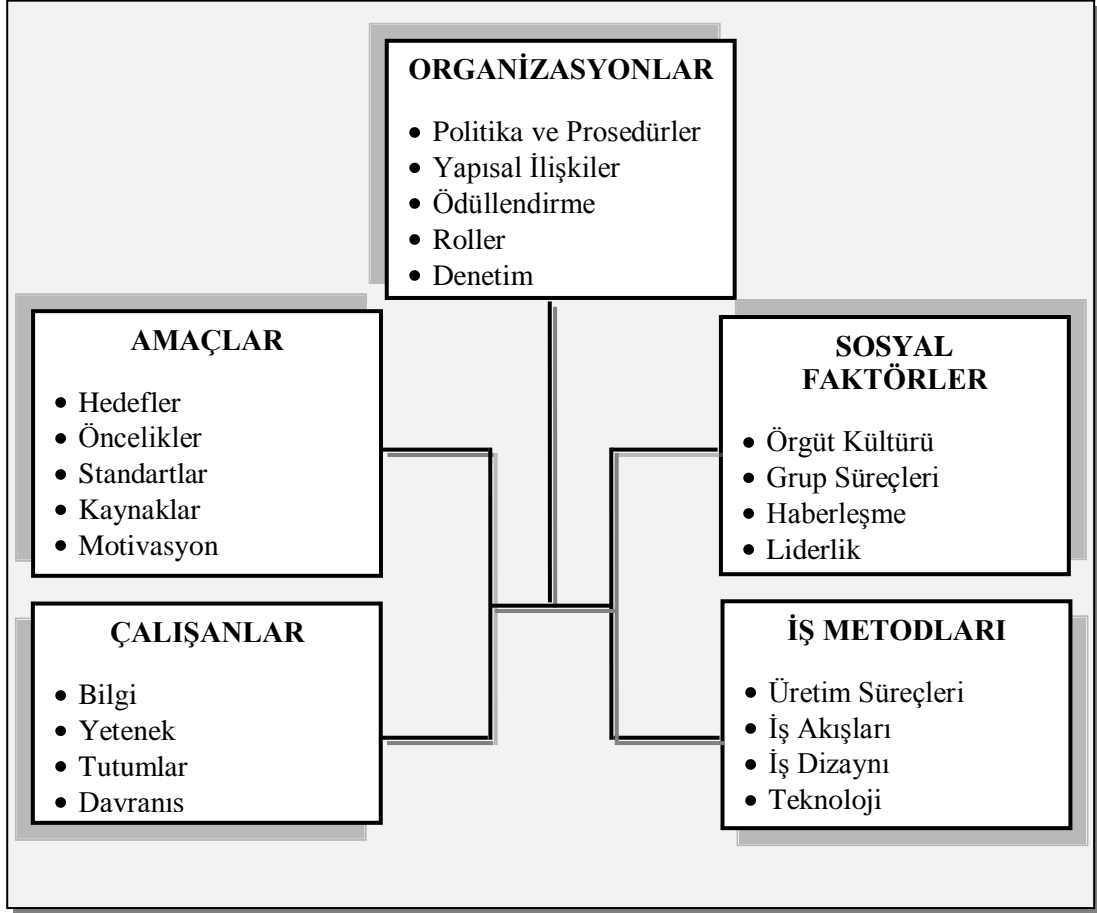 ORGANİZASYONLAR
• Politika ve Prosedürler
• Yapısal İlişkiler
• Ödüllendirme
• Roller
• Denetim
AMAÇLAR
• Hedefler
• Öncelikler
• Standartlar
• Kaynaklar
• Motivasyon
SOSYAL
FAKTÖRLER
• Örgüt Kültürü
• Grup Süreçleri
• Haberleşme
• Liderlik
ÇALIŞANLAR
• Bilgi
• Yetenek
• Tutumlar
• Davranıs
İŞ METODLARI
• Üretim Süreçleri
• İş Akışları
• İş Dizaynı
• Teknoloji